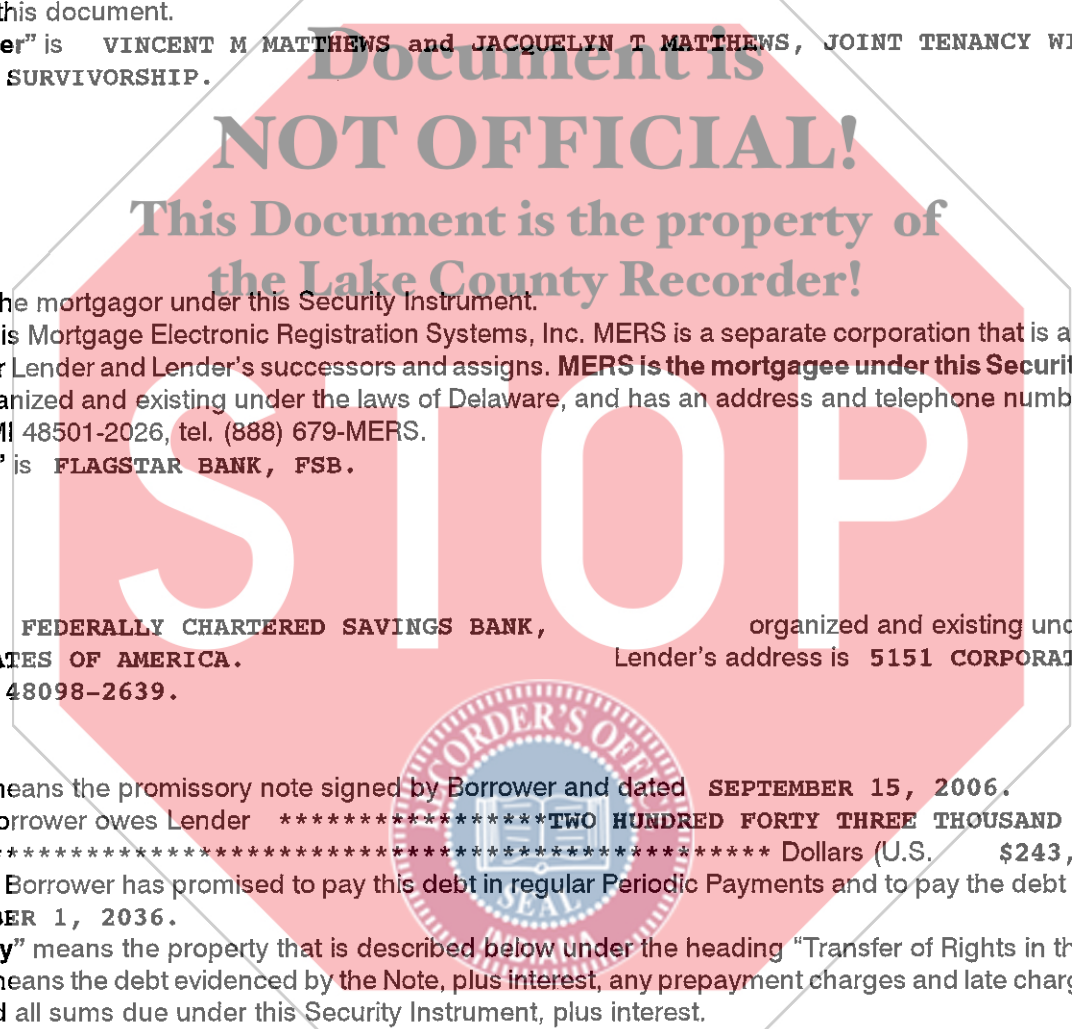 this document.
er” is VINCENT M MATTHEWS and JACQUELYN T MATTHEWS, JOINT TENANCY WI
SURVIVORSHIP.
Document is
NOT OFFICIAL!
This Document is the property of
the Lake County Recorder!
he mortgagor under this Security Instrument.
is Mortgage Electronic Registration Systems, Inc. MERS is a separate corporation that is a
r Lender and Lender’s successors and assigns. MERS is the mortgagee under this Securit
anized and existing under the laws of Delaware, and has an address and telephone numb
MI 48501-2026, tel. (888) 679-MERS.
” is FLAGSTAR BANK, FSB.
STOP
FEDERALLY CHARTERED SAVINGS BANK, organized and existing und
ATES OF AMERICA. Lender’s address is 5151 CORPORAT
48098-2639.
RECORDER'S OFFICE
means the promissory note signed by Borrower and dated SEPTEMBER 15, 2006.
orrower owes Lender *****************TWO HUNDRED FORTY THREE THOUSAND
************************************************ Dollars (U.S. $243,
Borrower has promised to pay this debt in regular Periodic Payments and to pay the debt
BER 1, 2036.
SEAL
INDIANA
y” means the property that is described below under the heading “Transfer of Rights in th
means the debt evidenced by the Note, plus interest, any prepayment charges and late charg
d all sums due under this Security Instrument, plus interest.